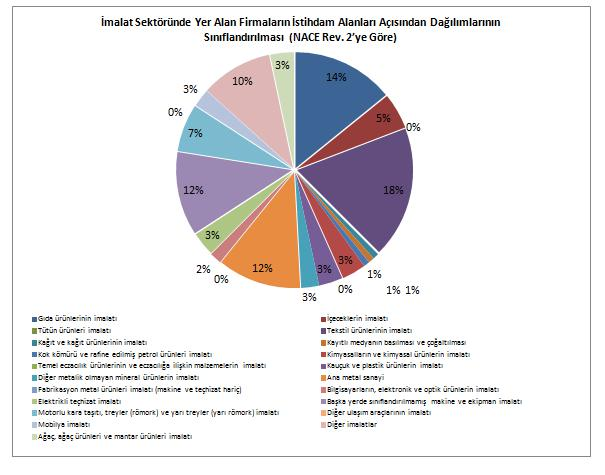 İmalat Sektöründe Yer Alan Firmaların İstihdam Alanları Açısından Dağılımlarının
Sınıflandırılması (NACE Rev. 2'ye Göre)
3%
14%
3%
10%
5%
0%
0%
7%
18%
12%
3%
12%
3%
3%
2%
0%
3%
0%
1%
1% 1%
Gıda ürünlerinin imalatı
İçeceklerin imalatı
Tütün ürünleri imalatı
Tekstil ürünlerinin imalatı
Kağıt ve kağıt ürünlerinin imalatı
Kayıtlı medyanın basılması ve çoğaltılması
Kok kömürü ve rafine edilmiş petrol ürünleri imalatı
Kimyasalların ve kimyasal ürünlerin imalatı
Temel eczacılık ürünlerinin ve eczacılığa ilişkin malzemelerin imalatı
Kauçuk ve plastik ürünlerin imalatı
Diğer metalik olmayan mineral ürünlerin imalatı
Ana metal sanayi
Fabrikasyon metal ürünleri imalatı (makine ve teçhizat hariç)
Bilgisayarların, elektronik ve optik ürünlerin imalatı
Elektrikli teçhizat imalatı
Başka yerde sınıflandırılmamış makine ve ekipman imalatı
Motorlu kara taşıtı, treyler (römork) ve yarı treyler (yarı römork) imalatı
Diğer ulaşım araçlarının imalatı
Mobilya imalatı
Diğer imalatlar
Ağaç, ağaç ürünleri ve mantar ürünleri imalatı